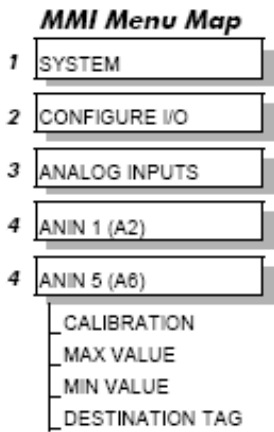 MMI Menu Map
1 SYSTEM
2 CONFIGURE I/O
3 ANALOG INPUTS
4 ANIN 1 (A2)
4 ANIN 5 (A6)
CALIBRATION
MAX VALUE
MIN VALUE
DESTINATION TAG